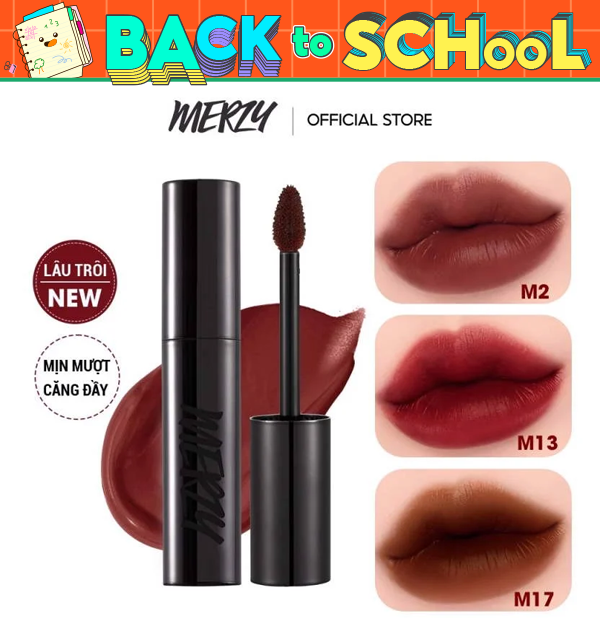 BACK to SCHooL
MERZY | OFFICIAL STORE
LÂU TRÔI
NEW
MỊN MƯỢT
CĂNG ĐẦY
MERZY
M2
M13
M17